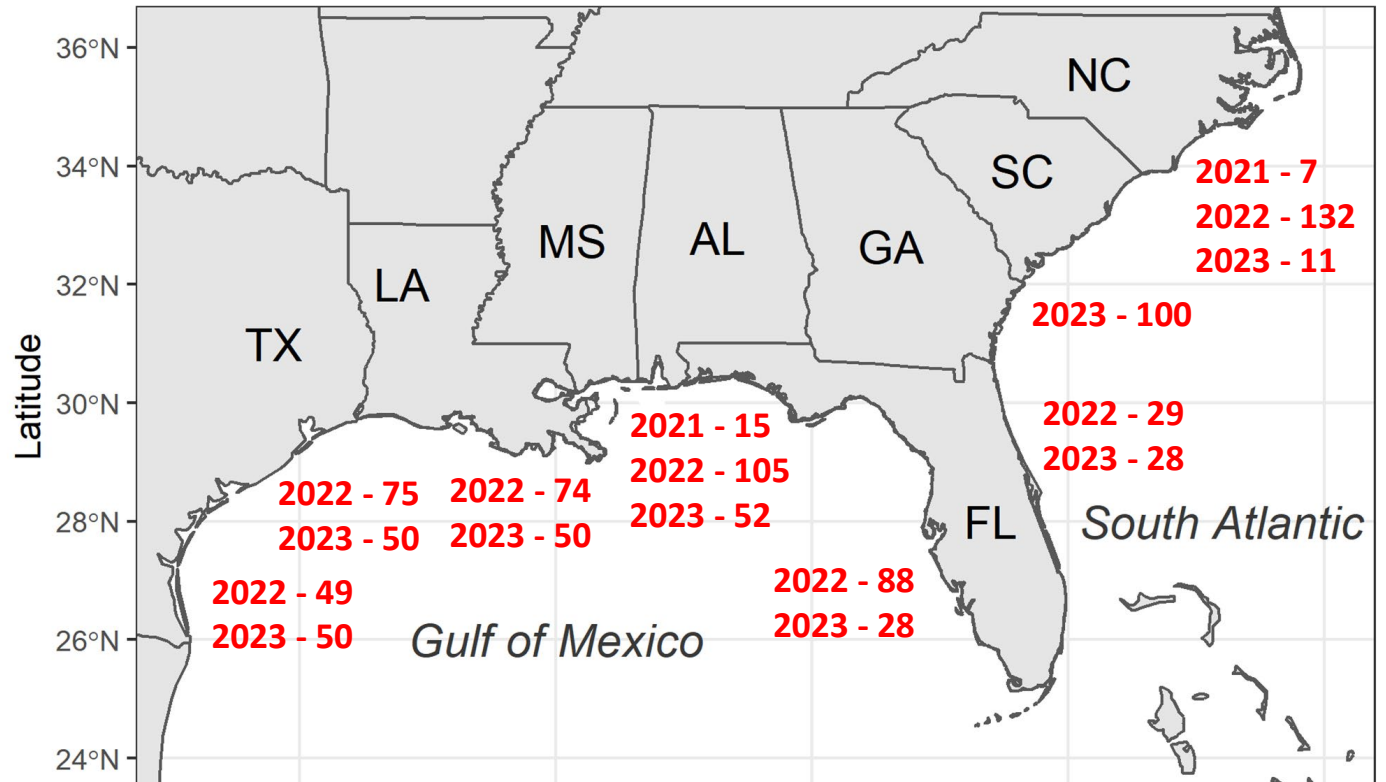 36°N
NC
34°N
SC
2021 - 7
2022 - 132
2023 - 11
MS
AL
GA
32°N
LA
2023 - 100
TX
Latitude
30°N
2021 - 15
2022 - 105
2023 - 52
2022 - 29
2023 - 28
2022 - 75
2023 - 50
2022 - 74
2023 - 50
28°N
FL
South Atlantic
2022 - 49
2023 - 50
2022 - 88
2023 - 28
26°N
Gulf of Mexico
24°N